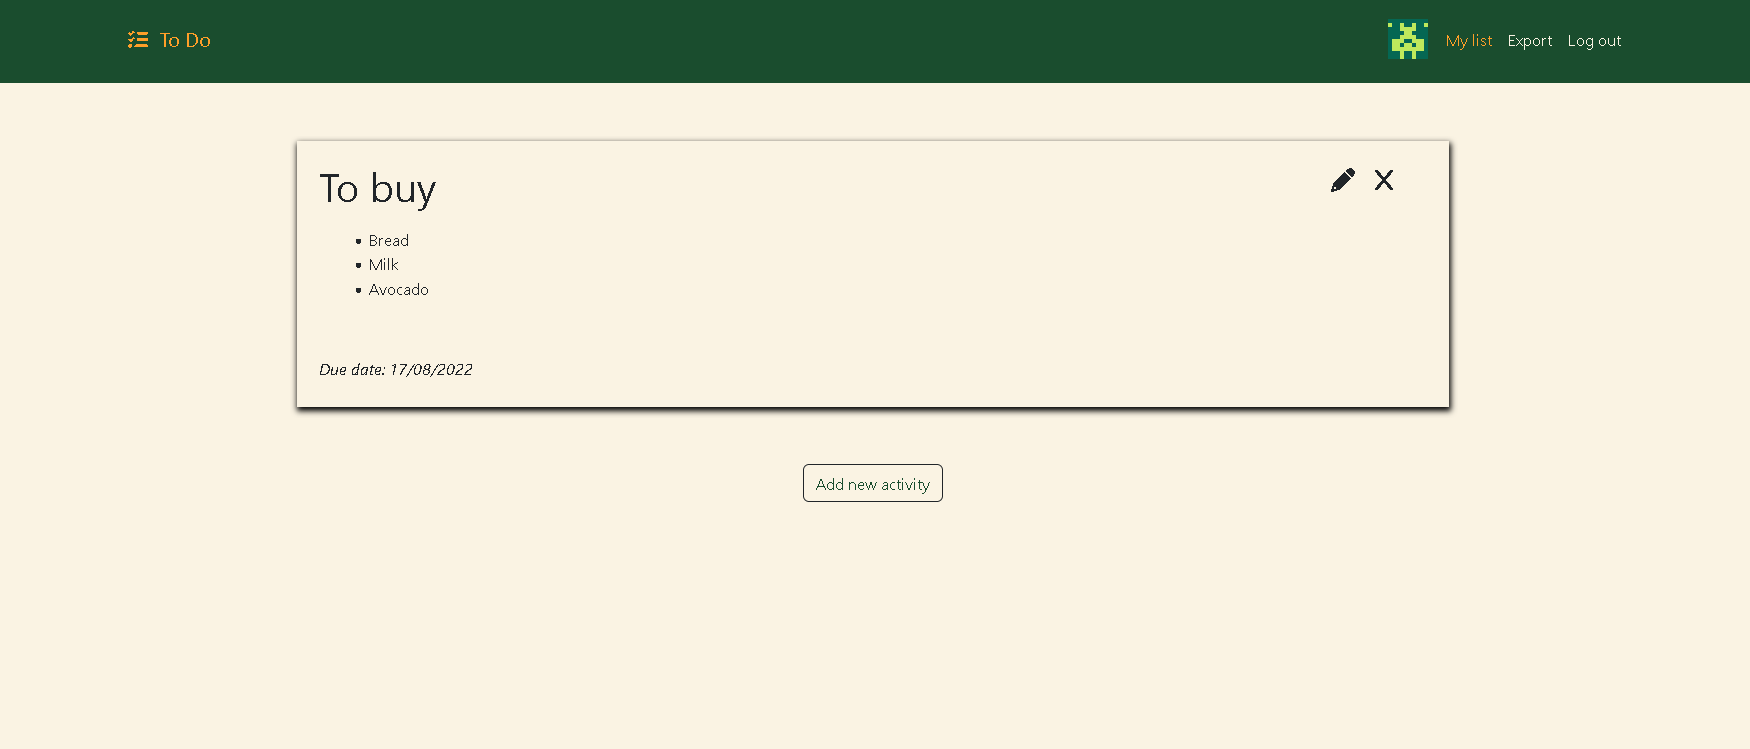 To Do
My list Export Log out
To buy
Bread
Milk
Avocado
Due date: 17/08/2022
Add new activity